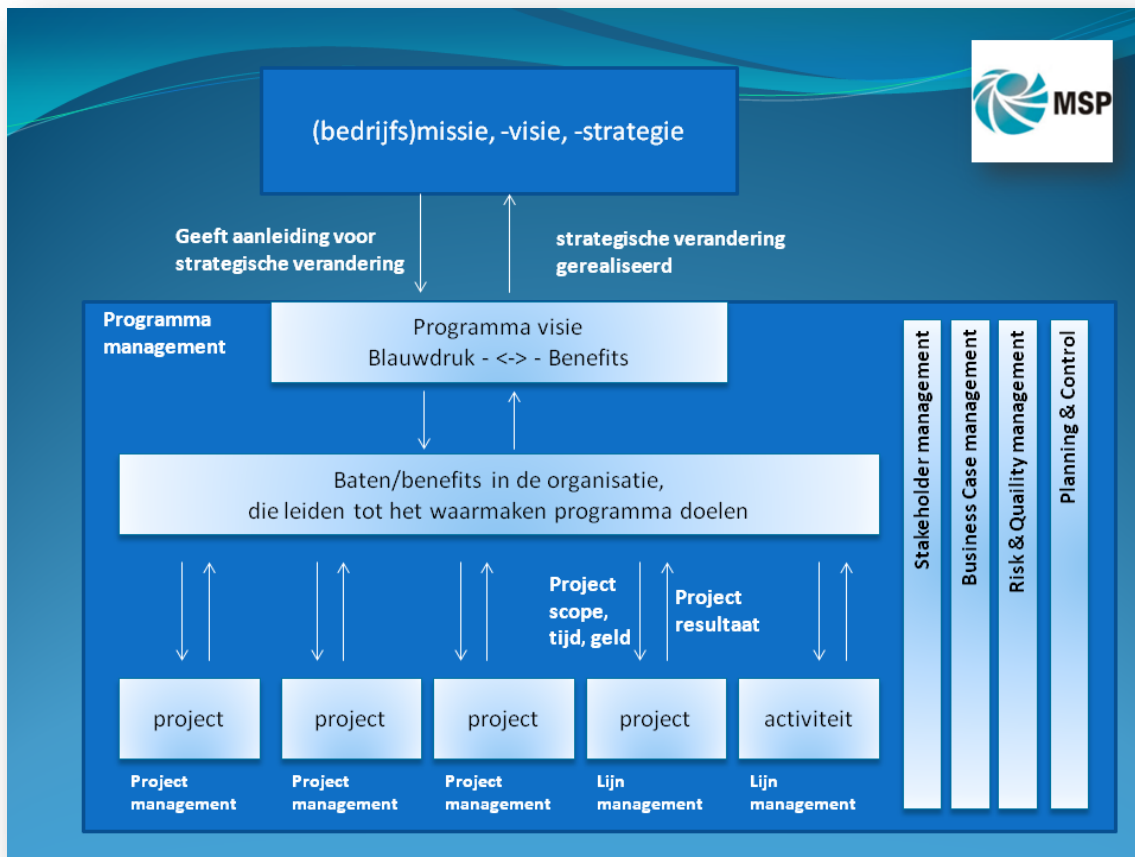 MSP
(bedrijfs)missie, -visie, -strategie
Geeft aanleiding voor
strategische verandering
strategische verandering
gerealiseerd
Programma
management
Programma visie
Blauwdruk - <-> - Benefits
Baten/benefits in de organisatie,
die leiden tot het waarmaken programma doelen
Project
scope,
tijd, geld
Project
resultaat
project
project
project
project
activiteit
Project
management
Project
management
Project
management
Lijn
management
Lijn
management
Stakeholder management
Business Case management
Risk & Quaility management
Planning & Control